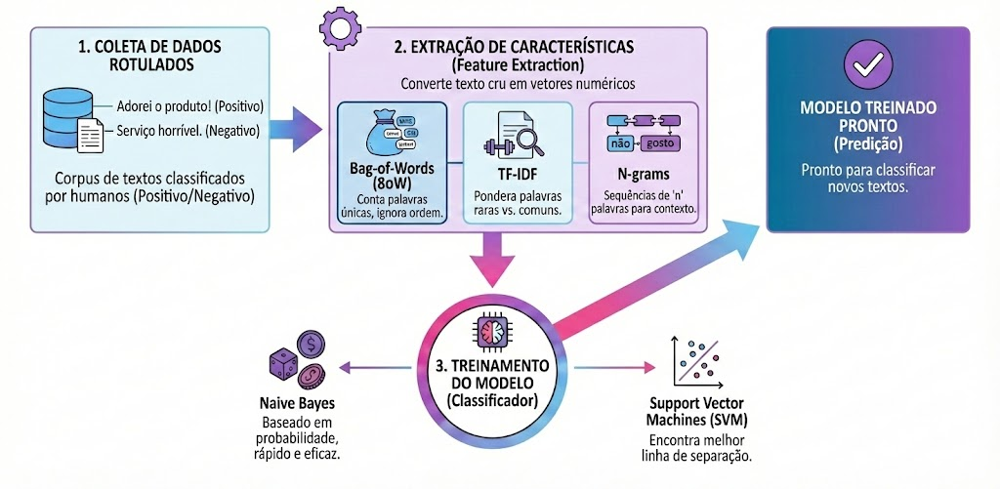 1. COLETA DE DADOS
ROTULADOS
Adorei o produto! (Positivo)
Serviço horrível. (Negativo)
Corpus de textos classificados
por humanos (Positivo/Negativo)
2. EXTRAÇÃO DE CARACTERÍSTICAS
(Feature Extraction)
Converte texto cru em vetores numéricos
Bag-of-Words
(8oW)
Conta palavras
únicas, ignora ordem.
TF-IDF
Pondera palavras
raras vs. comuns.
não
gosto
N-grams
Sequências de 'n'
palavras para contexto.
MODELO TREINADO
PRONTO
(Predição)
Pronto para classificar
novos textos.
3. TREINAMENTO
DO MODELO
(Classificador)
Naive Bayes
Baseado em
probabilidade,
rápido e eficaz.
Support Vector
Machines (SVM)
Encontra melhor
linha de separação.